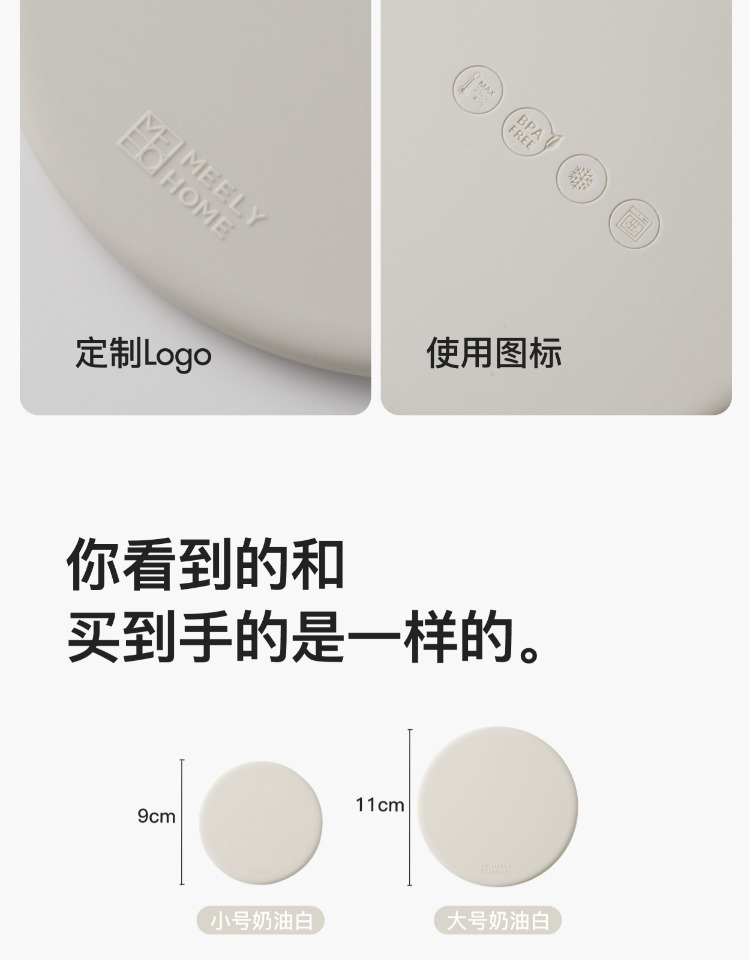 MEELY
HOME
定制Logo
MAX
BPA
FREE
使用图标
你看到的和
买到手的是一样的。
9cm
11cm
小号奶油白
大号奶油白